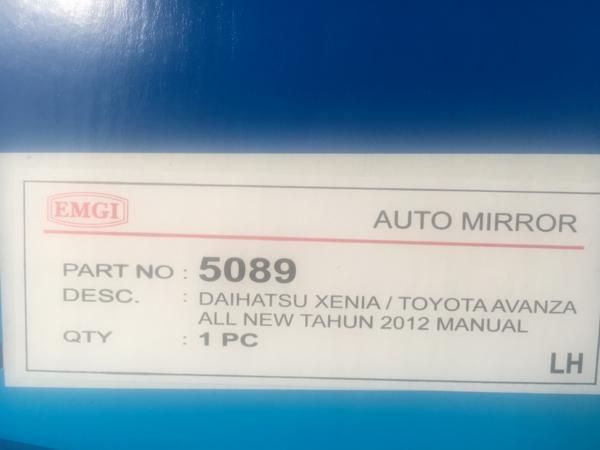 EMGI
AUTO MIRROR
PART NO : 5089
DESC. : DAIHATSU XENIA / TOYOTA AVANZA
ALL NEW TAHUN 2012 MANUAL
QTY : 1 PC
LH